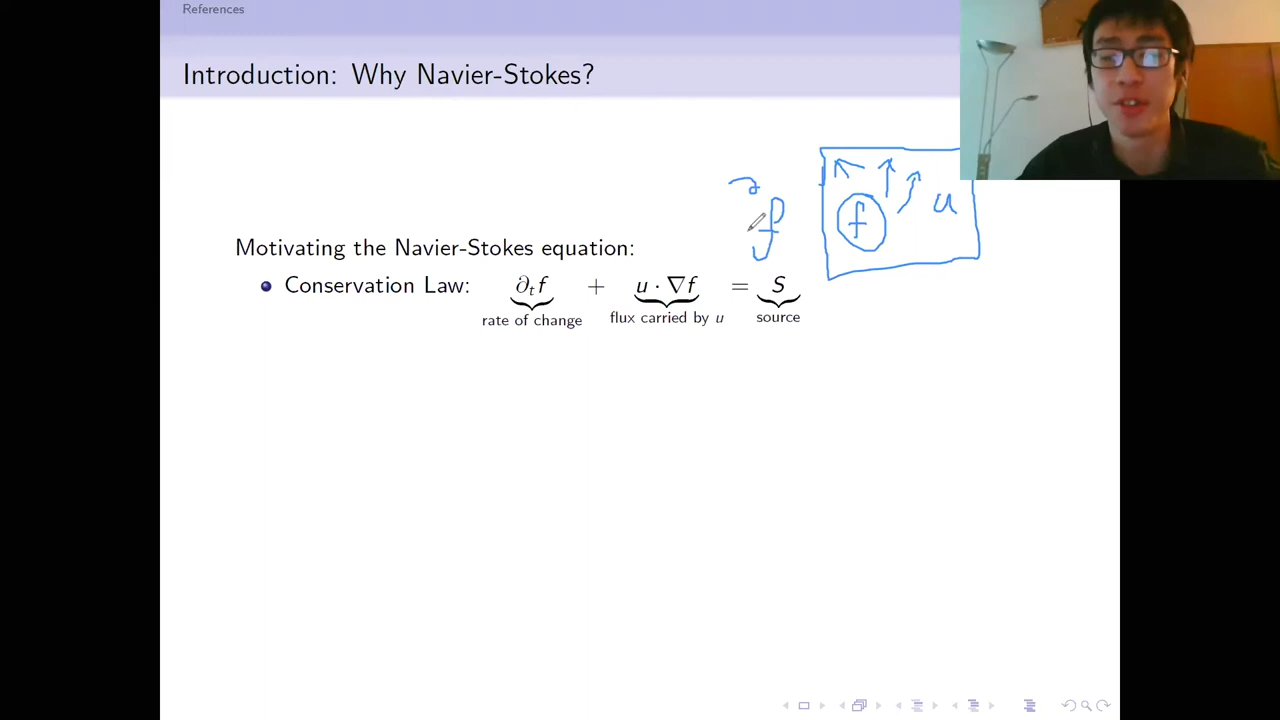 References
Introduction: Why Navier-Stokes?
f
f
u
Motivating the Navier-Stokes equation:
Conservation Law: ∂ₜf + u · ∇f = S
rate of change flux carried by u source